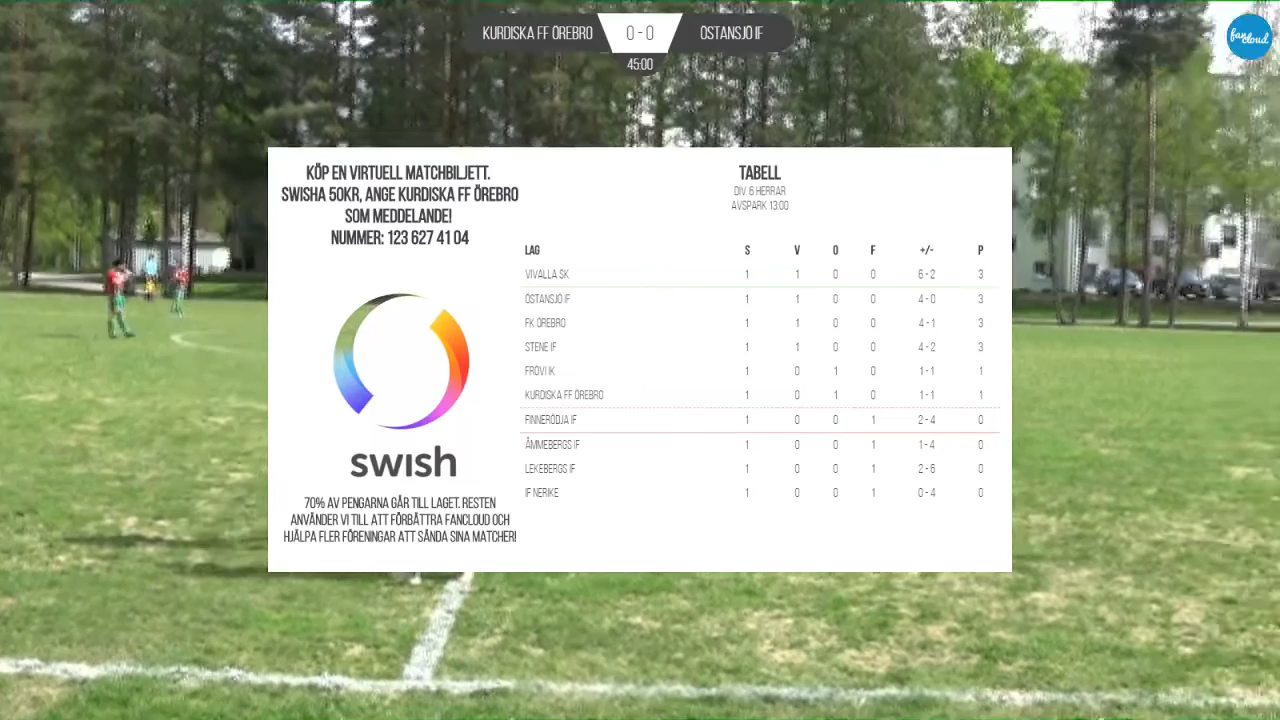 KURDISKA FF ÖREBRO 0 - 0 ÖSTANSJÖ IF
45:00
fancloud
KÖP EN VIRTUELL MATCHBILJETT.
SWISHA 50KR, ANGE KURDISKA FF ÖREBRO
SOM MEDDELANDE!
NUMMER: 123 627 41 04
swish
70% AV PENGARNA GÅR TILL LAGET. RESTEN
ANVÄNDER VI TILL ATT FÖRBÄTTRA FANCLOUD OCH
HJÄLPA FLER FÖRENINGAR ATT SÄNDA SINA MATCHER!
TABELL
DIV. 6 HERRAR
AVSPARK 13:00
LAG S V O F +/- P
VIVALLA SK 1 1 0 0 6 - 2 3
ÖSTANSJÖ IF 1 1 0 0 4 - 0 3
FK ÖREBRO 1 1 0 0 4 - 1 3
STENE IF 1 1 0 0 4 - 2 3
FRÖVI IK 1 0 1 0 1 - 1 1
KURDISKA FF ÖREBRO 1 0 1 0 1 - 1 1
FINNERÖDJA IF 1 0 0 1 2 - 4 0
ÅMMEBERGS IF 1 0 0 1 1 - 4 0
LEKEBERGS IF 1 0 0 1 2 - 6 0
IF NERIKE 1 0 0 1 0 - 4 0